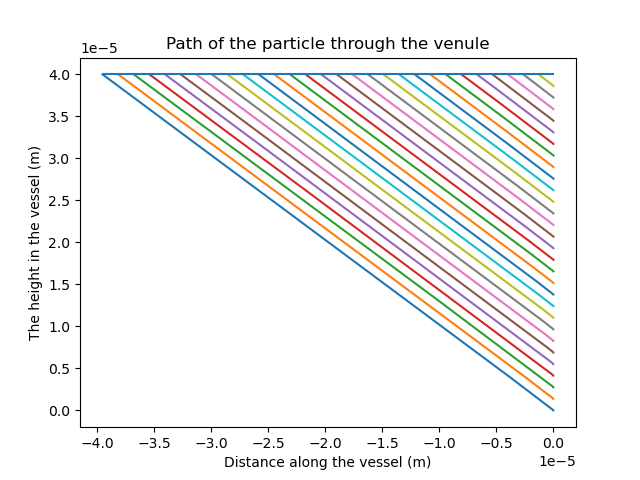 Path of the particle through the venule
1e−5
4.0
3.5
3.0
2.5
2.0
1.5
1.0
0.5
0.0
The height in the vessel (m)
−4.0 −3.5 −3.0 −2.5 −2.0 −1.5 −1.0 −0.5 0.0
1e−5
Distance along the vessel (m)